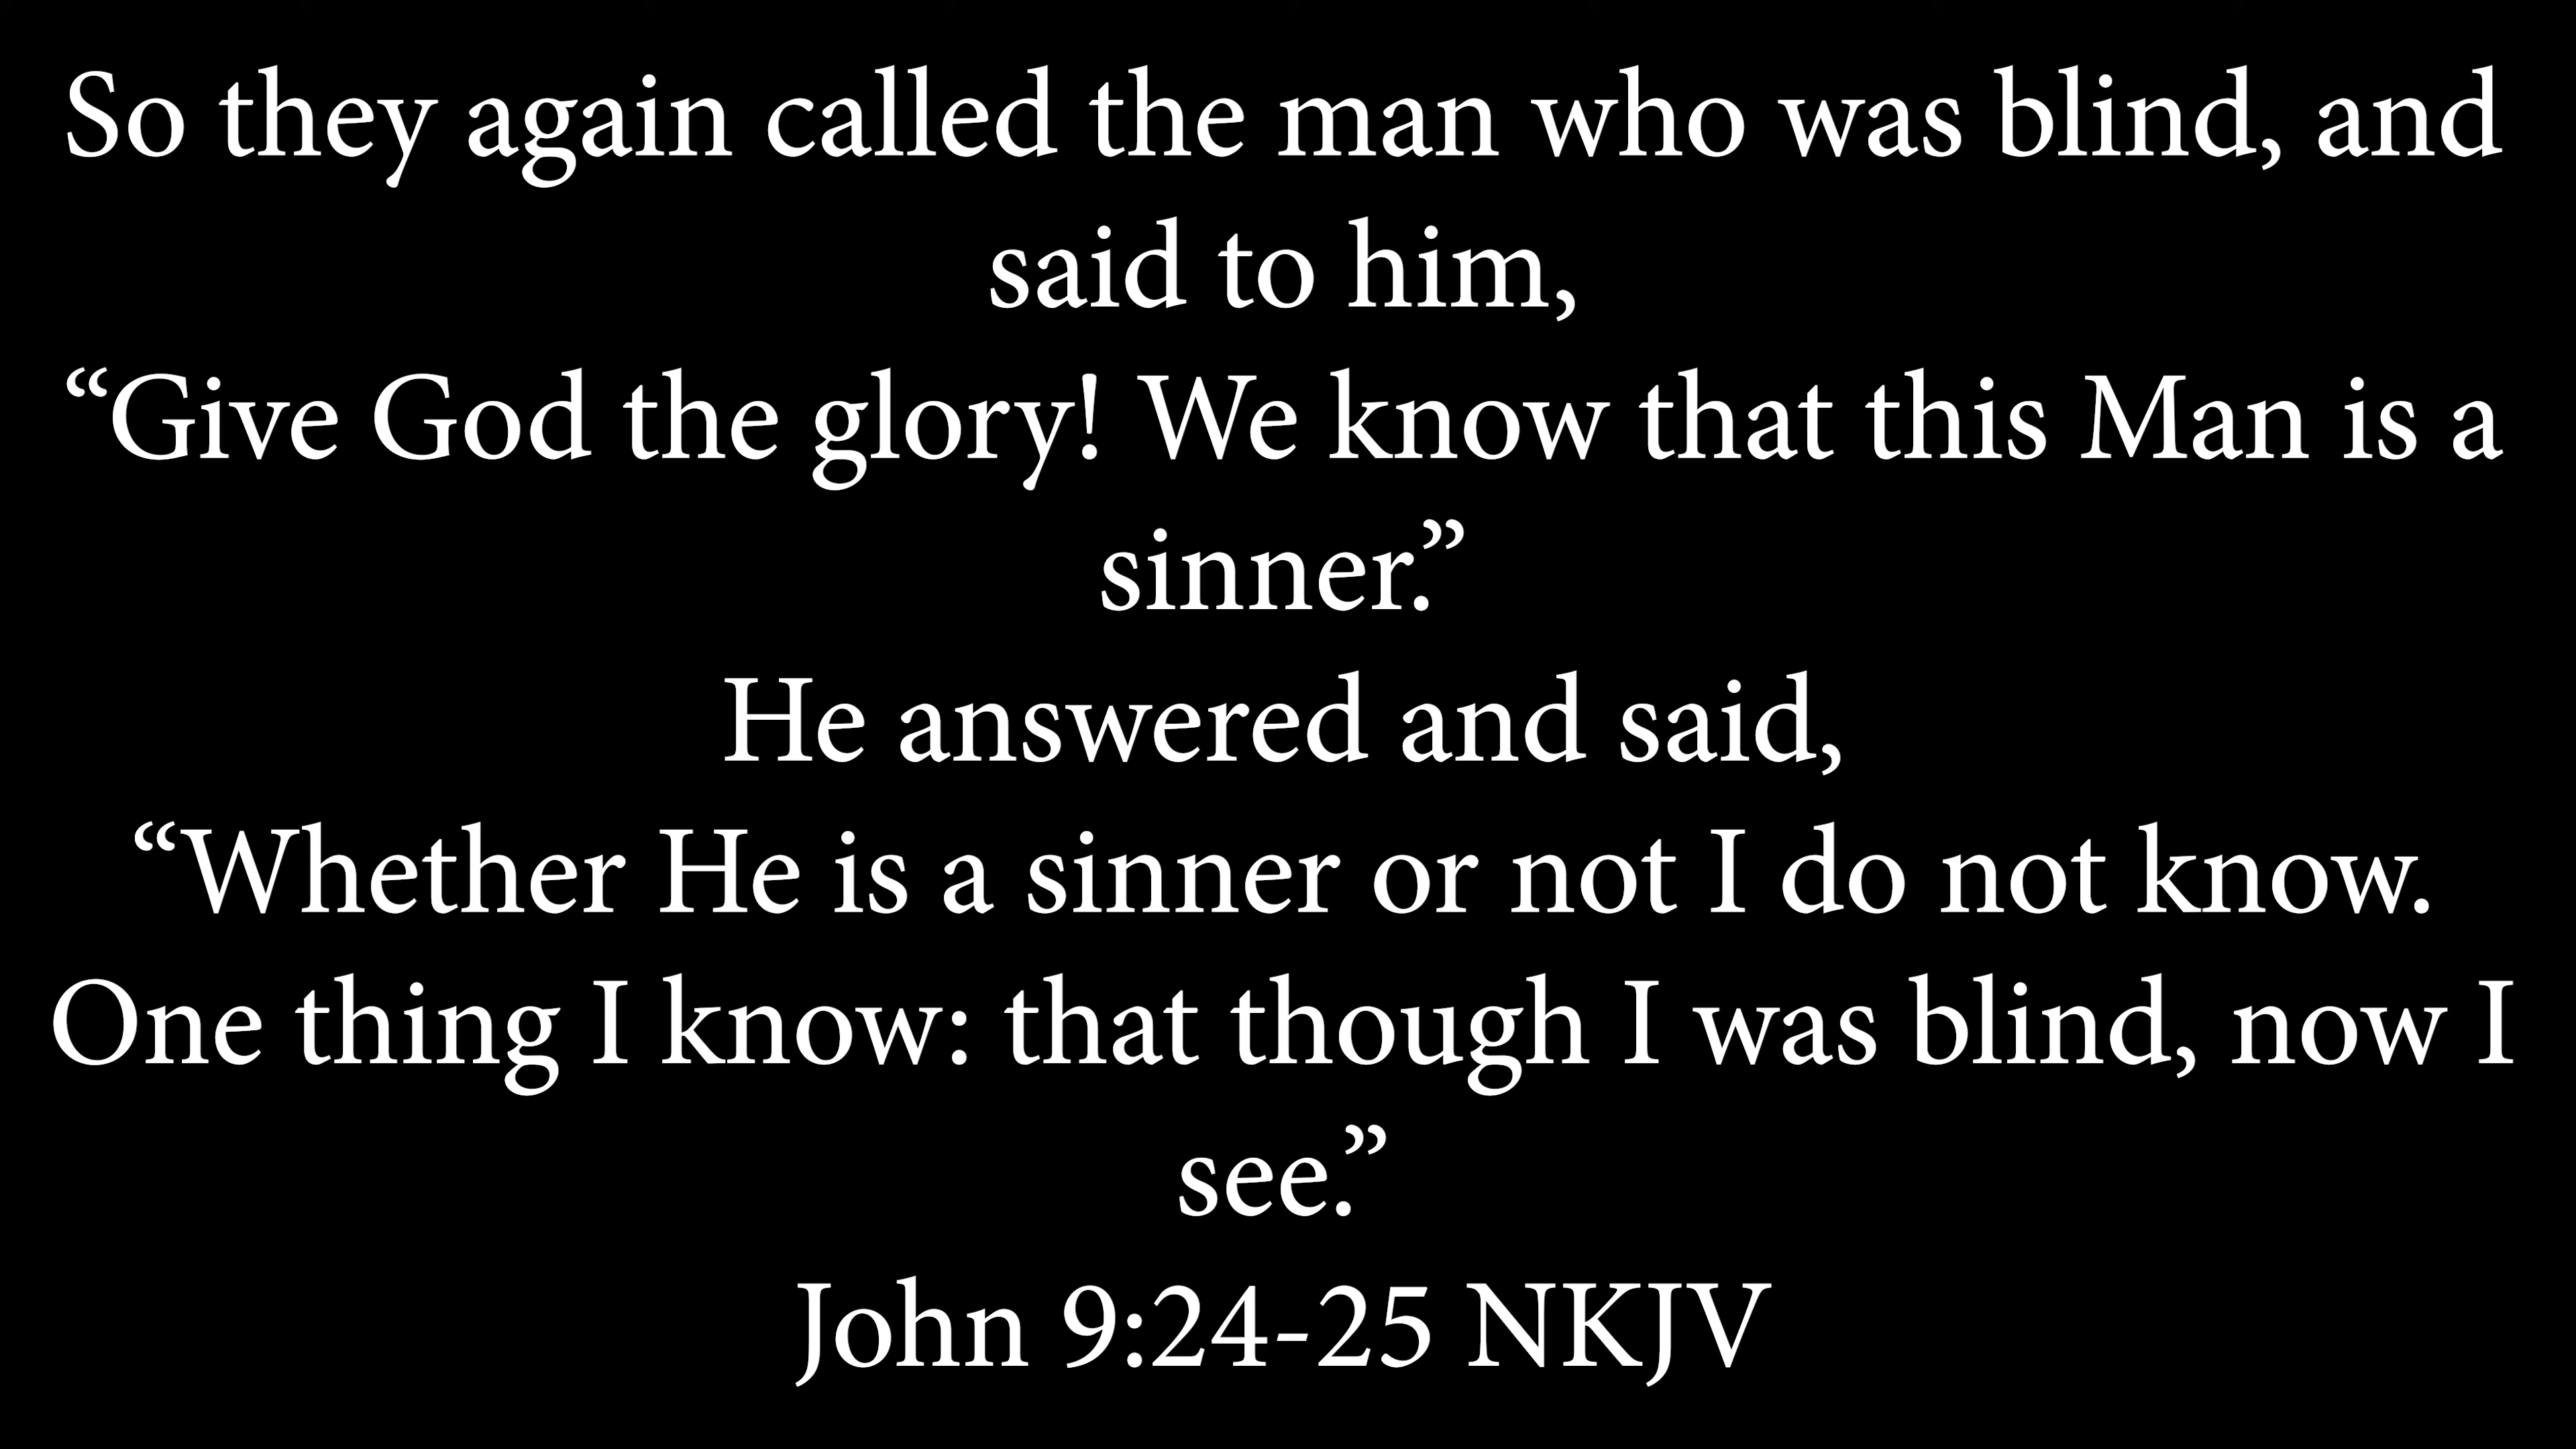 So they again called the man who was blind, and
said to him,
“Give God the glory! We know that this Man is a
sinner.”
He answered and said,
“Whether He is a sinner or not I do not know.
One thing I know: that though I was blind, now I
see.”
John 9:24-25 NKJV